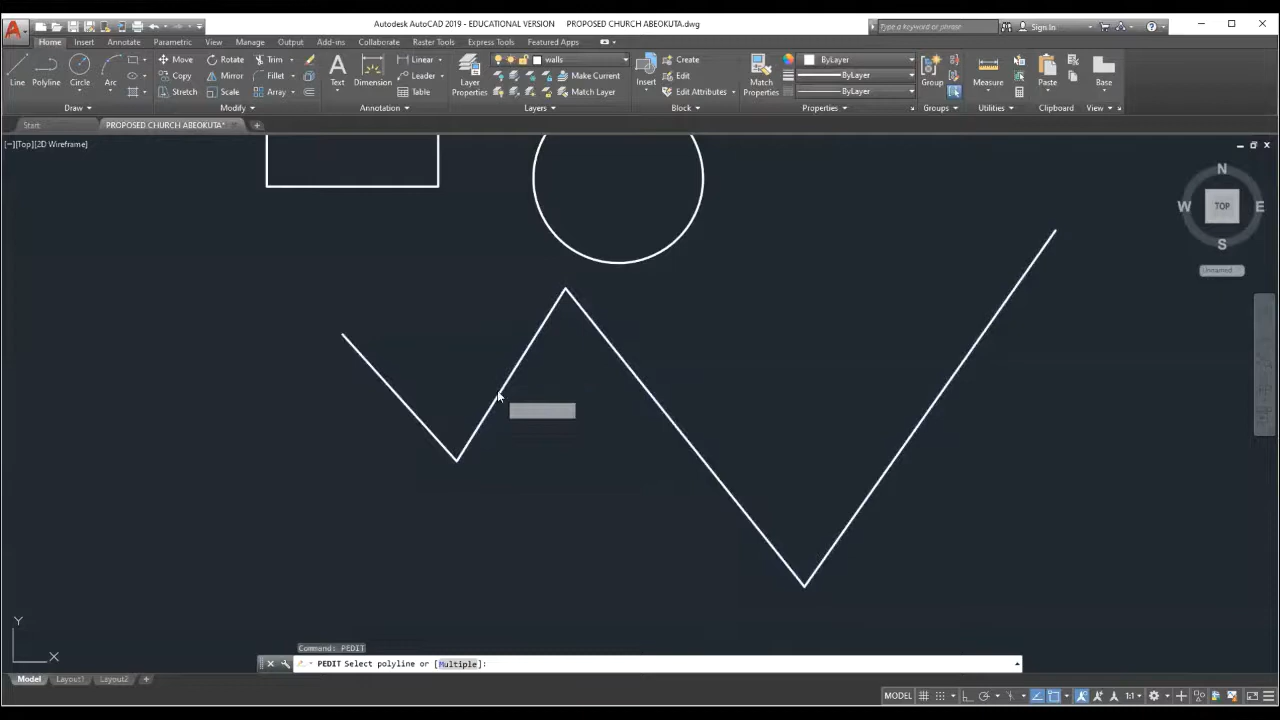 Autodesk AutoCAD 2019 - EDUCATIONAL VERSION PROPOSED CHURCH ABEOKUTA.dwg
Type a keyword or phrase
Sign In
Home Insert Annotate Parametric View Manage Output Add-ins Collaborate Raster Tools Express Tools Featured Apps
Line Polyline Circle Arc
Move Rotate Trim
Copy Mirror Fillet
Stretch Scale Array
Text Dimension
Linear
Leader
Table
Layer Properties
walls
Make Current
Match Layer
Insert
Create
Edit
Edit Attributes
Match Properties
ByLayer
ByLayer
ByLayer
Group
Measure
Paste
Base
Draw Modify Annotation Layers Block Properties Groups Utilities Clipboard View
Start PROPOSED CHURCH ABEOKUTA*
[−][Top][2D Wireframe]
N
W TOP E
S
Unnamed
Y
X
Command: PEDIT
PEDIT Select polyline or [Multiple]:
Model Layout1 Layout2
MODEL 1:1